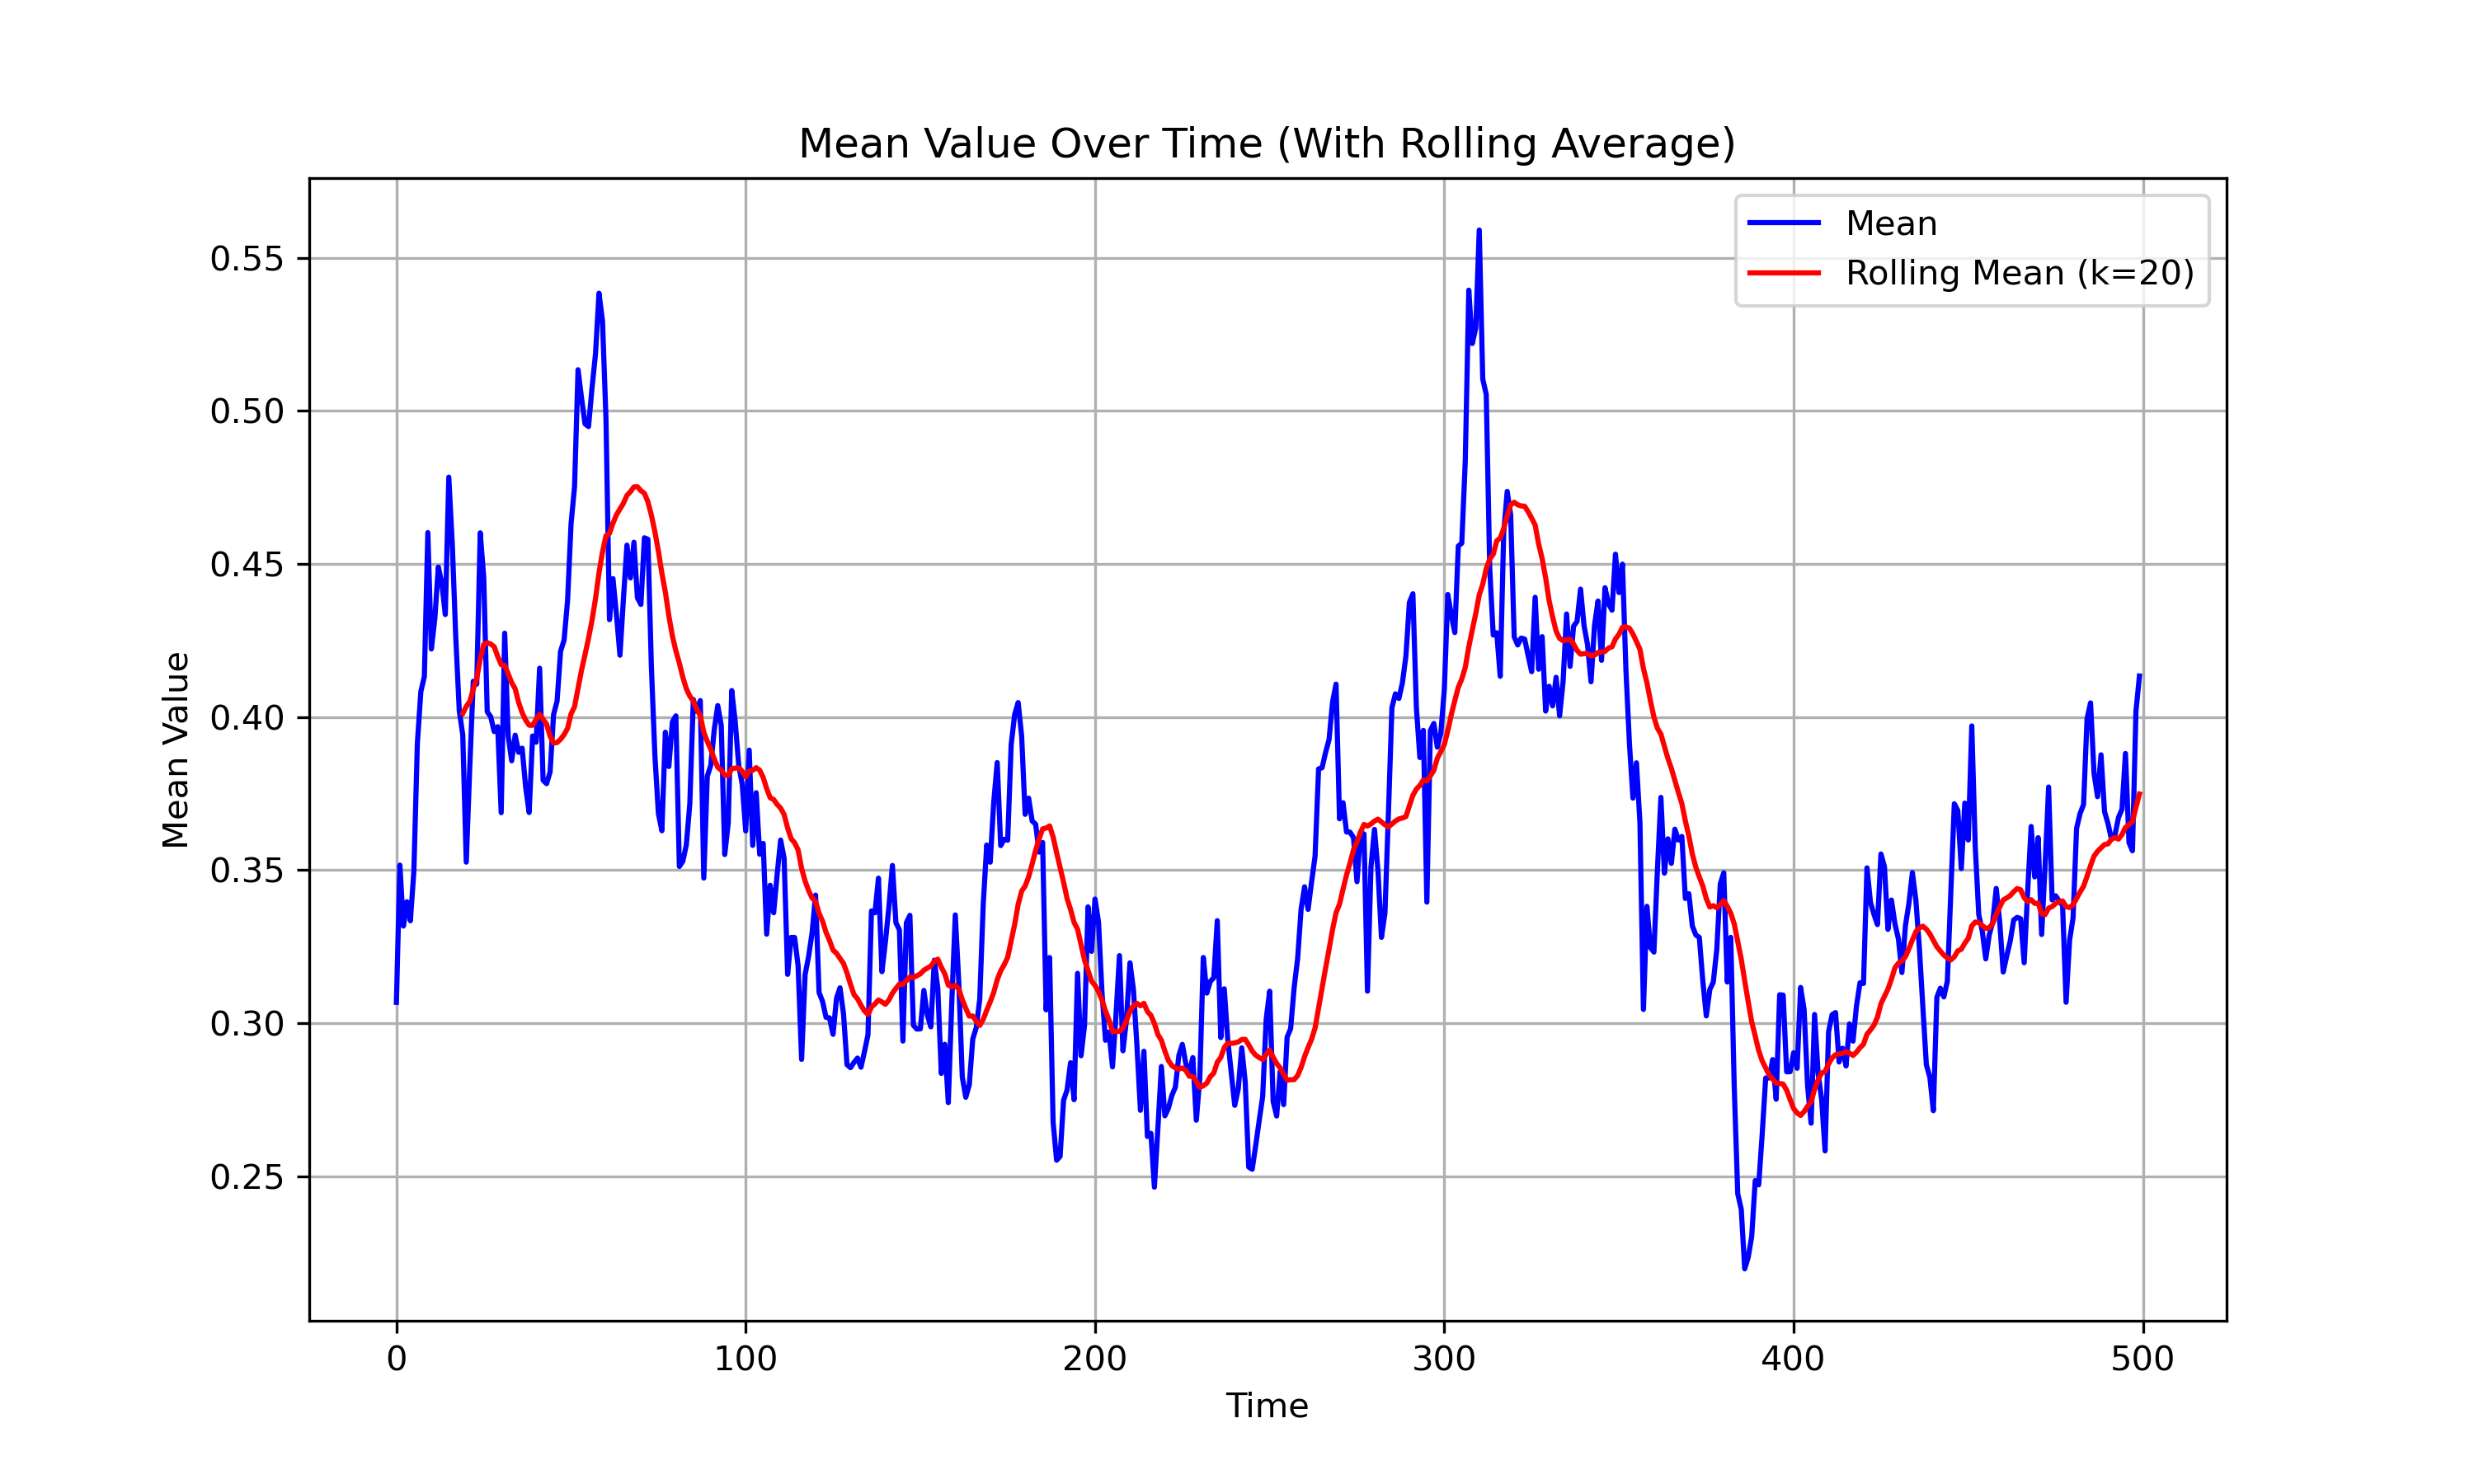 Mean Value Over Time (With Rolling Average)
Mean
Rolling Mean (k=20)
Mean Value
0.55
0.50
0.45
0.40
0.35
0.30
0.25
0 100 200 300 400 500
Time